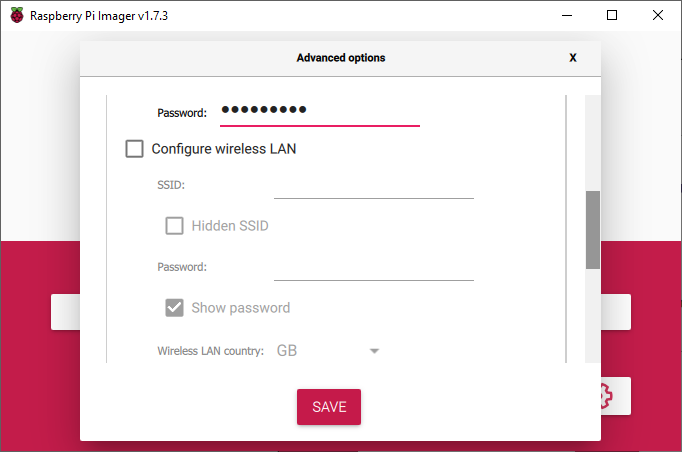 Raspberry Pi Imager v1.7.3
Advanced options
X
Password: •••••••••
Configure wireless LAN
SSID:
Hidden SSID
Password:
Show password
Wireless LAN country: GB
SAVE